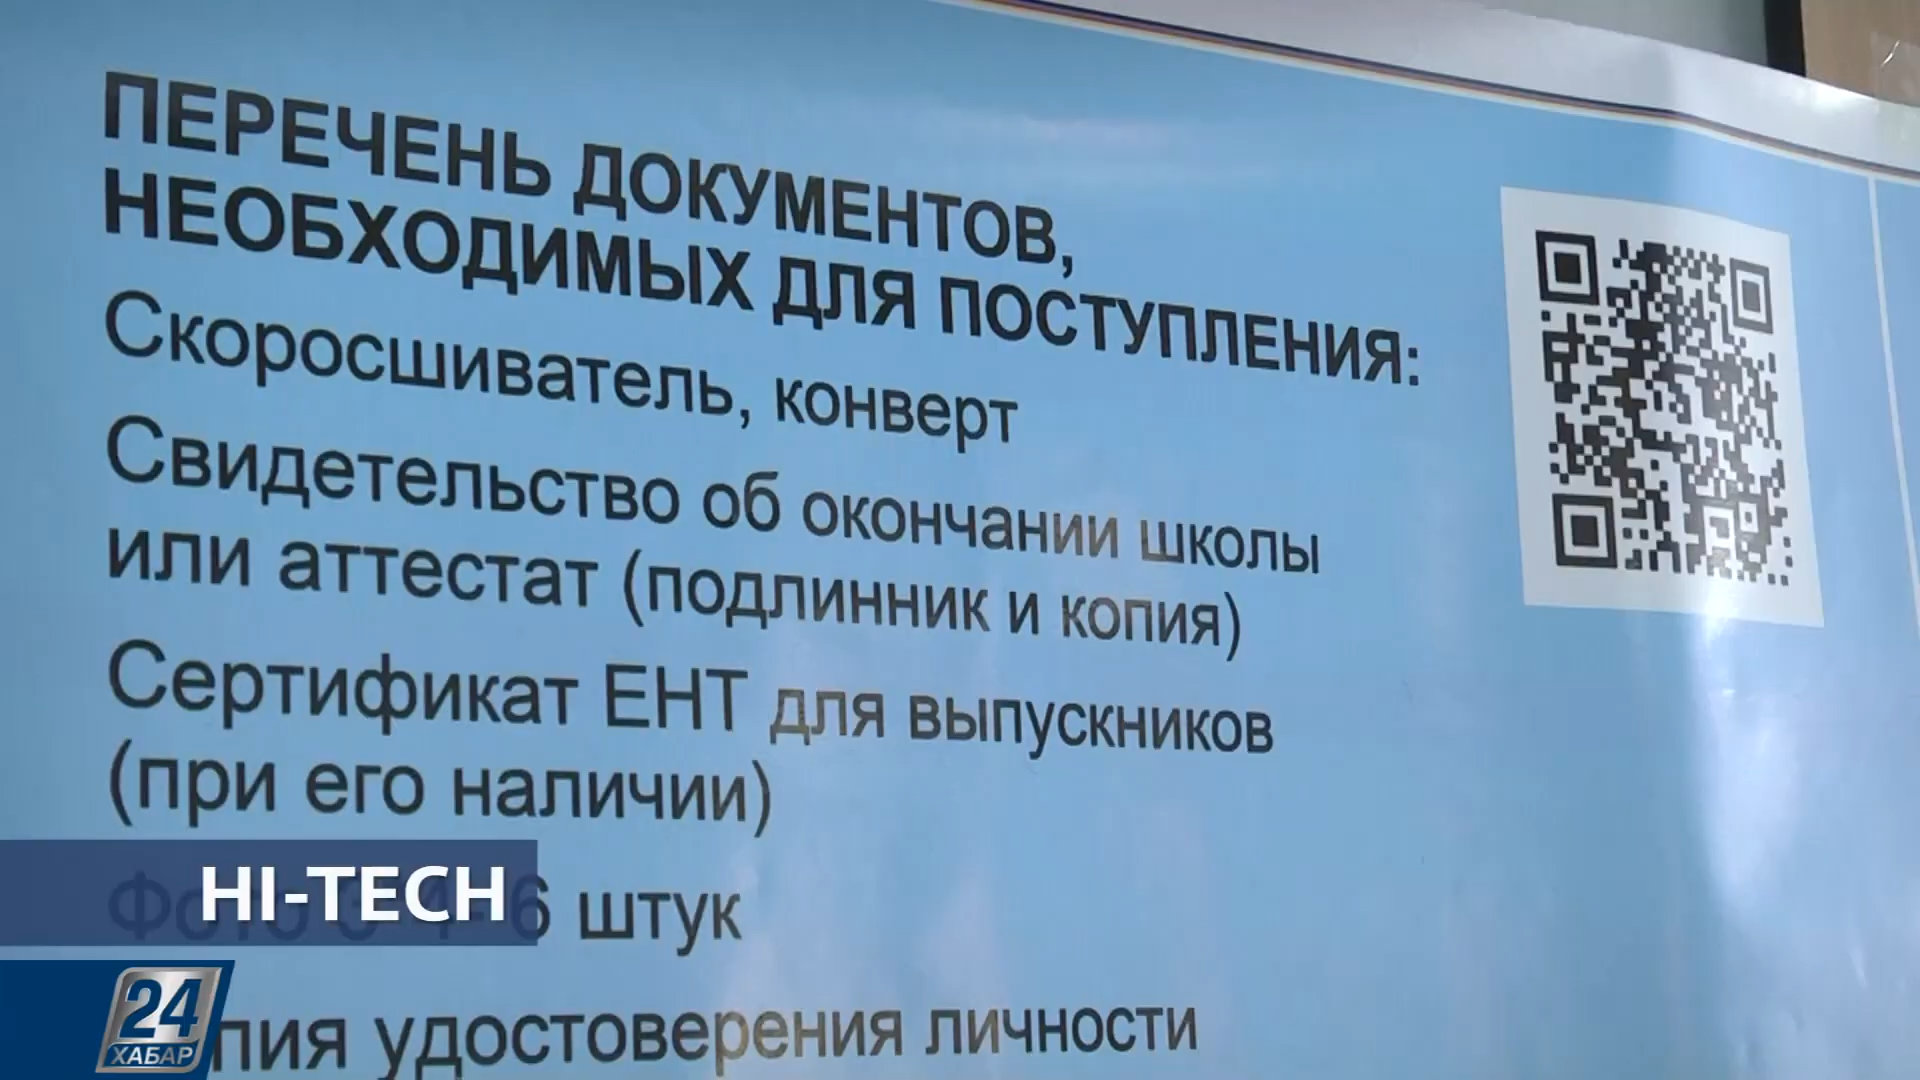 ПЕРЕЧЕНЬ ДОКУМЕНТОВ,
НЕОБХОДИМЫХ ДЛЯ ПОСТУПЛЕНИЯ:
Скоросшиватель, конверт
Свидетельство об окончании школы
или аттестат (подлинник и копия)
Сертификат ЕНТ для выпускников
(при его наличии)
6 штук
HI-TECH
удостоверения личности
24
ХАБАР